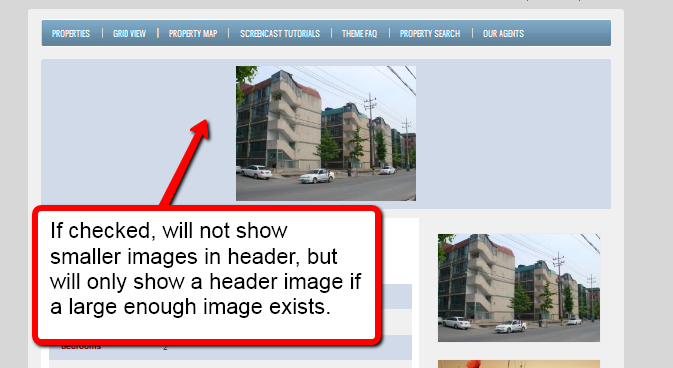 PROPERTIES GRID VIEW PROPERTY MAP SCREENCAST TUTORIALS THEME FAQ PROPERTY SEARCH OUR AGENTS
If checked, will not show
smaller images in header, but
will only show a header image if
a large enough image exists.
Bedrooms 2